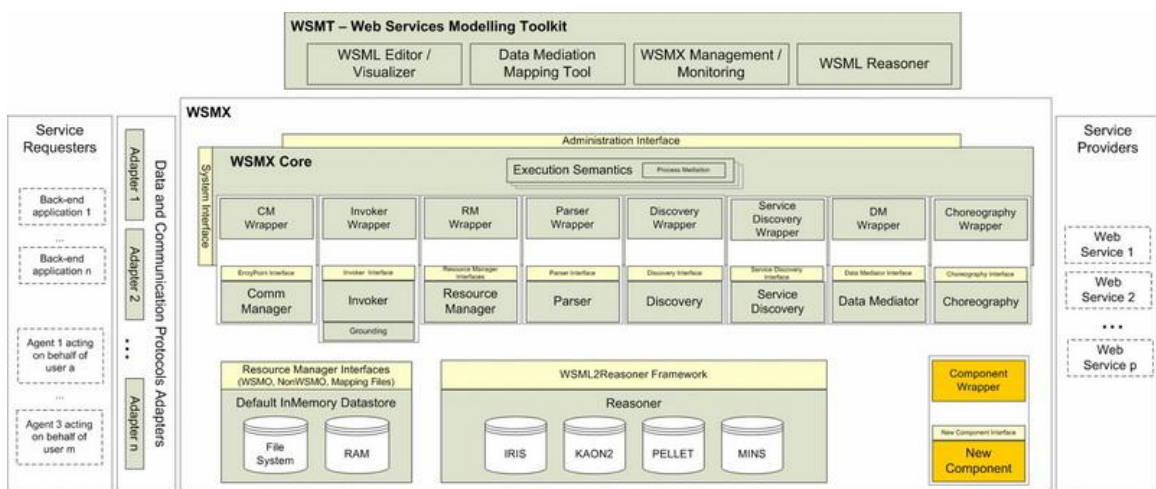 WSMT – Web Services Modelling Toolkit
WSML Editor /
Visualizer
Data Mediation
Mapping Tool
WSMX Management /
Monitoring
WSML Reasoner
Service
Requesters
Back-end
application 1
...
Back-end
application n
Agent 1 acting
on behalf of
user a
...
Agent 3 acting
on behalf of
user m
Adapter 1
Adapter 2
...
Adapter n
Data and Communication Protocols Adapters
WSMX
Administration Interface
System Interface
WSMX Core
Execution Semantics
Process Mediation
CM
Wrapper
Invoker
Wrapper
RM
Wrapper
Parser
Wrapper
Discovery
Wrapper
Service
Discovery
Wrapper
DM
Wrapper
Choreography
Wrapper
EntryPoint Interface
Comm
Manager
Invoker Interface
Invoker
Grounding
Resource Manager
Interfaces
Resource
Manager
Parser Interface
Parser
Discovery Interface
Discovery
Service Discovery
Interface
Service
Discovery
Data Mediator Interface
Data Mediator
Choreography Interface
Choreography
Resource Manager Interfaces
(WSMO, NonWSMO, Mapping Files)
Default InMemory Datastore
File
System
RAM
WSML2Reasoner Framework
Reasoner
IRIS
KAON2
PELLET
MINS
Component
Wrapper
New Component Interface
New
Component
Service
Providers
Web
Service 1
Web
Service 2
...
Web
Service p